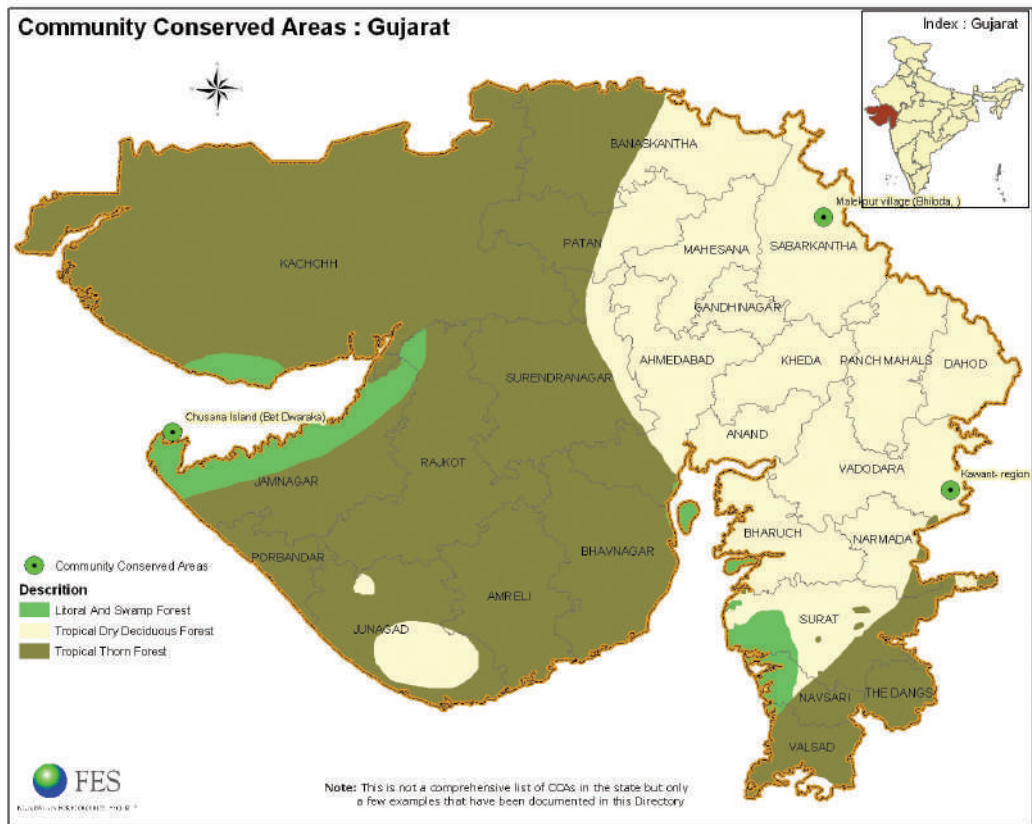 Community Conserved Areas : Gujarat
Index : Gujarat
BANASKANTHA
Malekpur village (Bhiloda, )
PATAN
MAHESANA
SABARKANTHA
KACHCHH
GANDHINAGAR
AHMEDABAD
KHEDA
PANCH MAHALS
DAHOD
SURENDRANAGAR
Chusana Island (Bet Dwaraka)
ANAND
RAJKOT
VADODARA
Kawant- region
JAMNAGAR
BHARUCH
NARMADA
PORBANDAR
BHAVNAGAR
Community Conserved Areas
AMRELI
Descrition
Litoral And Swamp Forest
Tropical Dry Deciduous Forest
Tropical Thorn Forest
JUNAGAD
SURAT
NAVSARI
THE DANGS
VALSAD
FES
Note: This is not a comprehensive list of CCAs in the state but only
a few examples that have been documented in this Directory